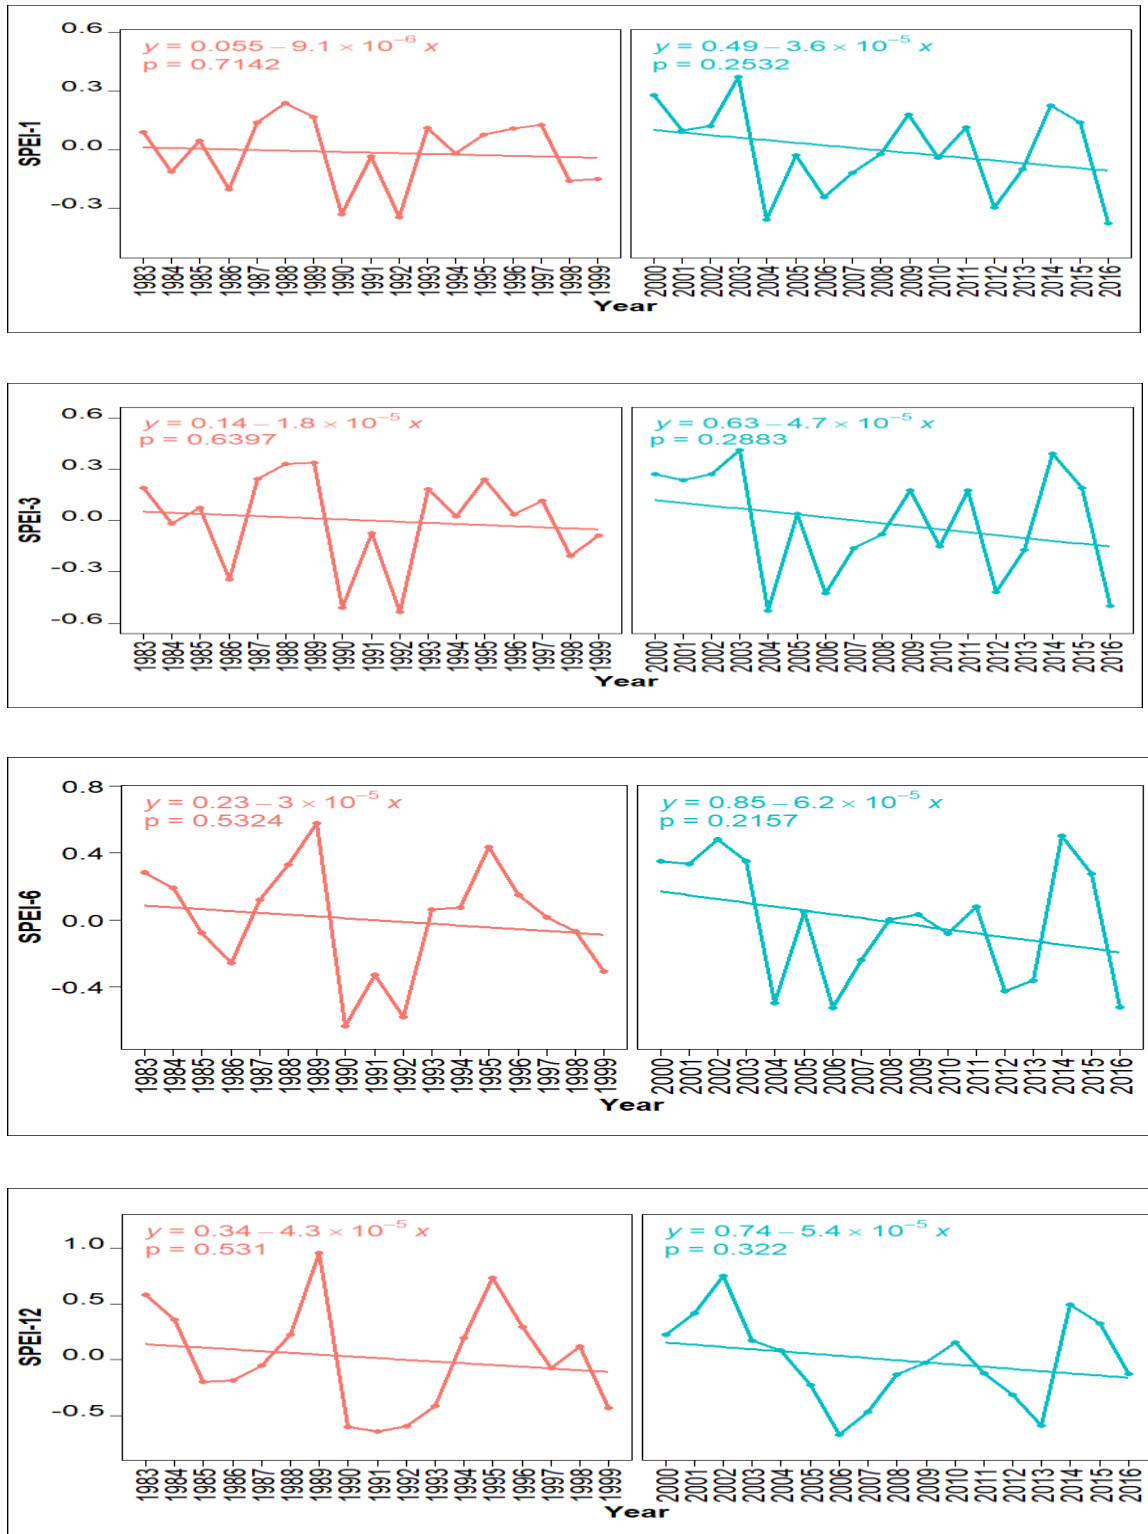 0.6
0.3
0.0
-0.3
SPEI-1
y = 0.055 – 9.1 × 10⁻⁶ x
p = 0.7142
y = 0.49 – 3.6 × 10⁻⁵ x
p = 0.2532
1983 1984 1985 1986 1987 1988 1989 1990 1991 1992 1993 1994 1995 1996 1997 1998 1999 2000 2001 2002 2003 2004 2005 2006 2007 2008 2009 2010 2011 2012 2013 2014 2015 2016
Year
0.6
0.3
0.0
-0.3
-0.6
SPEI-3
y = 0.14 – 1.8 × 10⁻⁵ x
p = 0.6397
y = 0.63 – 4.7 × 10⁻⁵ x
p = 0.2883
1983 1984 1985 1986 1987 1988 1989 1990 1991 1992 1993 1994 1995 1996 1997 1998 1999 2000 2001 2002 2003 2004 2005 2006 2007 2008 2009 2010 2011 2012 2013 2014 2015 2016
Year
0.8
0.4
0.0
-0.4
SPEI-6
y = 0.23 – 3 × 10⁻⁵ x
p = 0.5324
y = 0.85 – 6.2 × 10⁻⁵ x
p = 0.2157
1983 1984 1985 1986 1987 1988 1989 1990 1991 1992 1993 1994 1995 1996 1997 1998 1999 2000 2001 2002 2003 2004 2005 2006 2007 2008 2009 2010 2011 2012 2013 2014 2015 2016
Year
1.0
0.5
0.0
-0.5
SPEI-12
y = 0.34 – 4.3 × 10⁻⁵ x
p = 0.531
y = 0.74 – 5.4 × 10⁻⁵ x
p = 0.322
1983 1984 1985 1986 1987 1988 1989 1990 1991 1992 1993 1994 1995 1996 1997 1998 1999 2000 2001 2002 2003 2004 2005 2006 2007 2008 2009 2010 2011 2012 2013 2014 2015 2016
Year